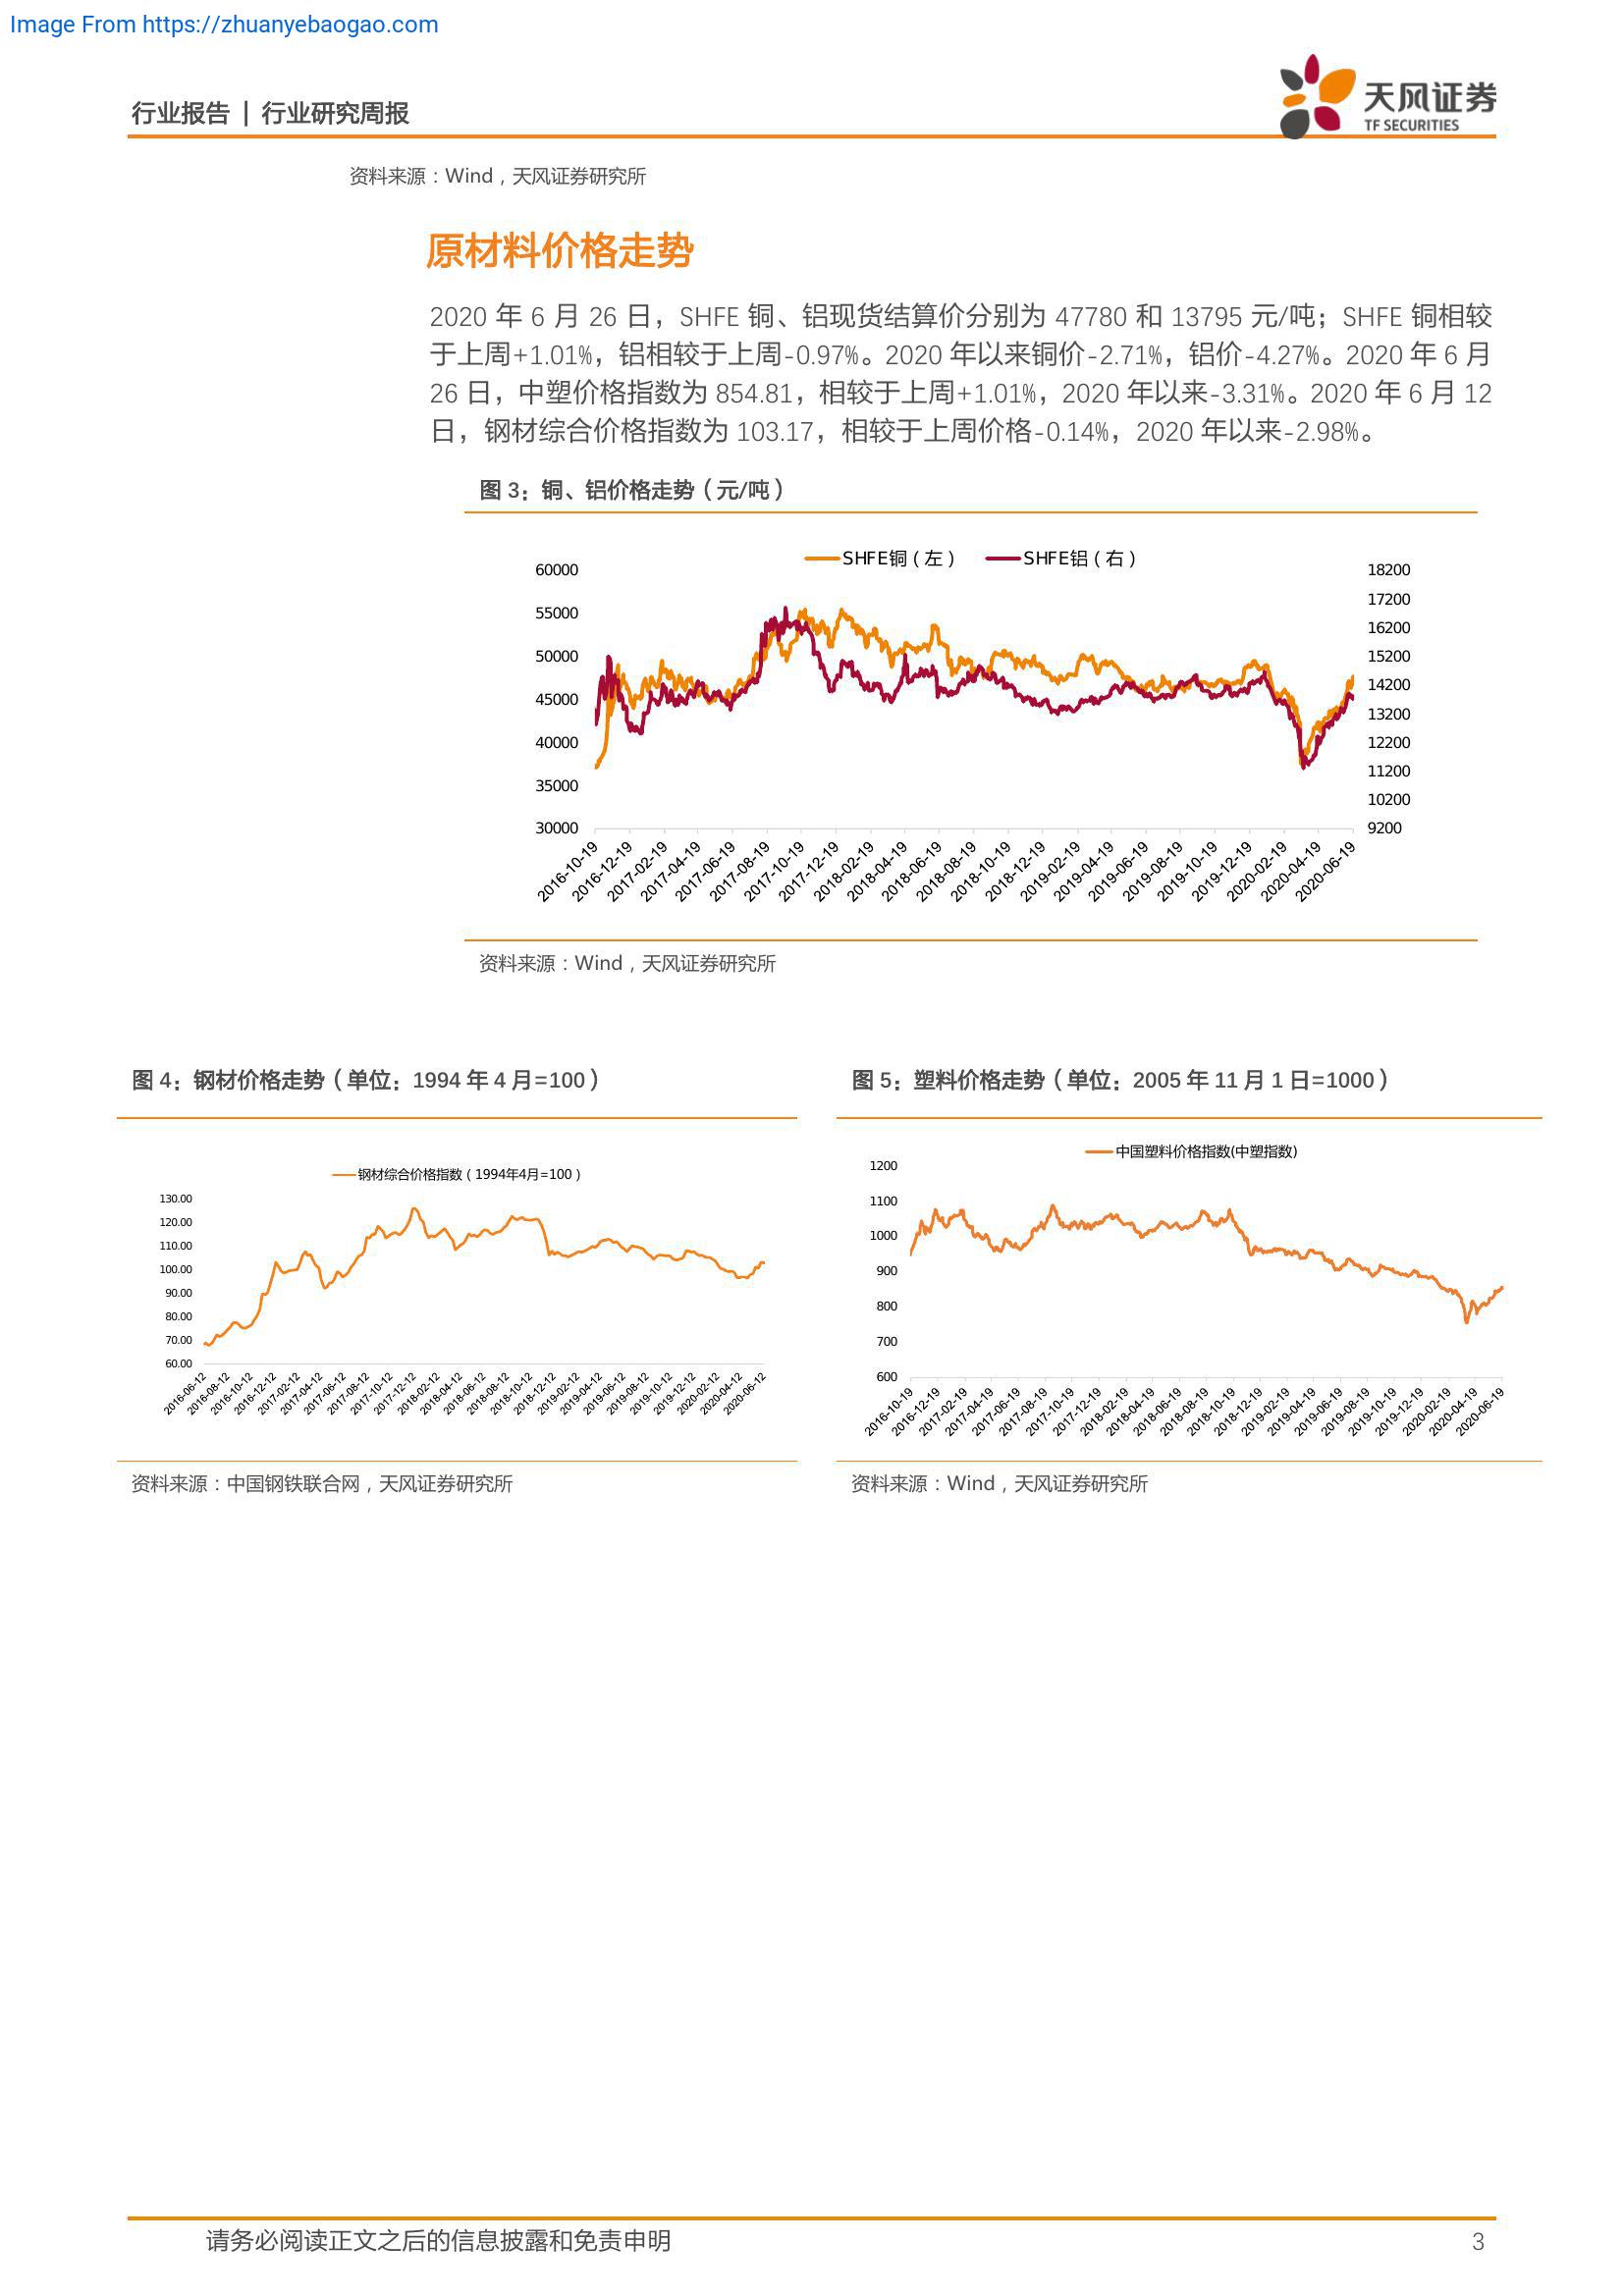 Image From https://zhuanyebaogao.com
行业报告 | 行业研究周报
天风证券
TF SECURITIES
资料来源：Wind，天风证券研究所
原材料价格走势
2020 年 6 月 26 日，SHFE 铜、铝现货结算价分别为 47780 和 13795 元/吨；SHFE 铜相较
于上周+1.01%，铝相较于上周-0.97%。2020 年以来铜价-2.71%，铝价-4.27%。2020 年 6 月
26 日，中塑价格指数为 854.81，相较于上周+1.01%，2020 年以来-3.31%。2020 年 6 月 12
日，钢材综合价格指数为 103.17，相较于上周价格-0.14%，2020 年以来-2.98%。
图 3：铜、铝价格走势（元/吨）
SHFE铜（左） SHFE铝（右）
60000
55000
50000
45000
40000
35000
30000
18200
17200
16200
15200
14200
13200
12200
11200
10200
9200
2016-10-19 2016-12-19 2017-02-19 2017-04-19 2017-06-19 2017-08-19 2017-10-19 2017-12-19 2018-02-19 2018-04-19 2018-06-19 2018-08-19 2018-10-19 2018-12-19 2019-02-19 2019-04-19 2019-06-19 2019-08-19 2019-10-19 2019-12-19 2020-02-19 2020-04-19 2020-06-19
资料来源：Wind，天风证券研究所
图 4：钢材价格走势（单位：1994 年 4 月=100）
钢材综合价格指数（1994年4月=100）
130.00
120.00
110.00
100.00
90.00
80.00
70.00
60.00
2016-06-12 2016-08-12 2016-10-12 2016-12-12 2017-02-12 2017-04-12 2017-06-12 2017-08-12 2017-10-12 2017-12-12 2018-02-12 2018-04-12 2018-06-12 2018-08-12 2018-10-12 2018-12-12 2019-02-12 2019-04-12 2019-06-12 2019-08-12 2019-10-12 2019-12-12 2020-02-12 2020-04-12 2020-06-12
资料来源：中国钢铁联合网，天风证券研究所
图 5：塑料价格走势（单位：2005 年 11 月 1 日=1000）
中国塑料价格指数(中塑指数)
1200
1100
1000
900
800
700
600
2016-10-19 2016-12-19 2017-02-19 2017-04-19 2017-06-19 2017-08-19 2017-10-19 2017-12-19 2018-02-19 2018-04-19 2018-06-19 2018-08-19 2018-10-19 2018-12-19 2019-02-19 2019-04-19 2019-06-19 2019-08-19 2019-10-19 2019-12-19 2020-02-19 2020-04-19 2020-06-19
资料来源：Wind，天风证券研究所
请务必阅读正文之后的信息披露和免责申明
3